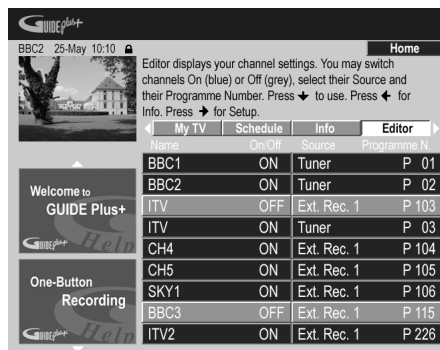 GUIDE plus+
BBC2 25-May 10:10
Home
Editor displays your channel settings. You may switch
channels On (blue) or Off (grey), select their Source and
their Programme Number. Press ↓ to use. Press ← for
Info. Press → for Setup.
My TV Schedule Info Editor
Name On/Off Source Programme N.
BBC1 ON Tuner P 01
BBC2 ON Tuner P 02
ITV OFF Ext. Rec. 1 P 103
ITV ON Tuner P 03
CH4 ON Ext. Rec. 1 P 104
CH5 ON Ext. Rec. 1 P 105
SKY1 ON Ext. Rec. 1 P 106
BBC3 OFF Ext. Rec. 1 P 115
ITV2 ON Ext. Rec. 1 P 226
Welcome to
GUIDE Plus+
GUIDE plus+ Help
One-Button
Recording
GUIDE plus+ Help